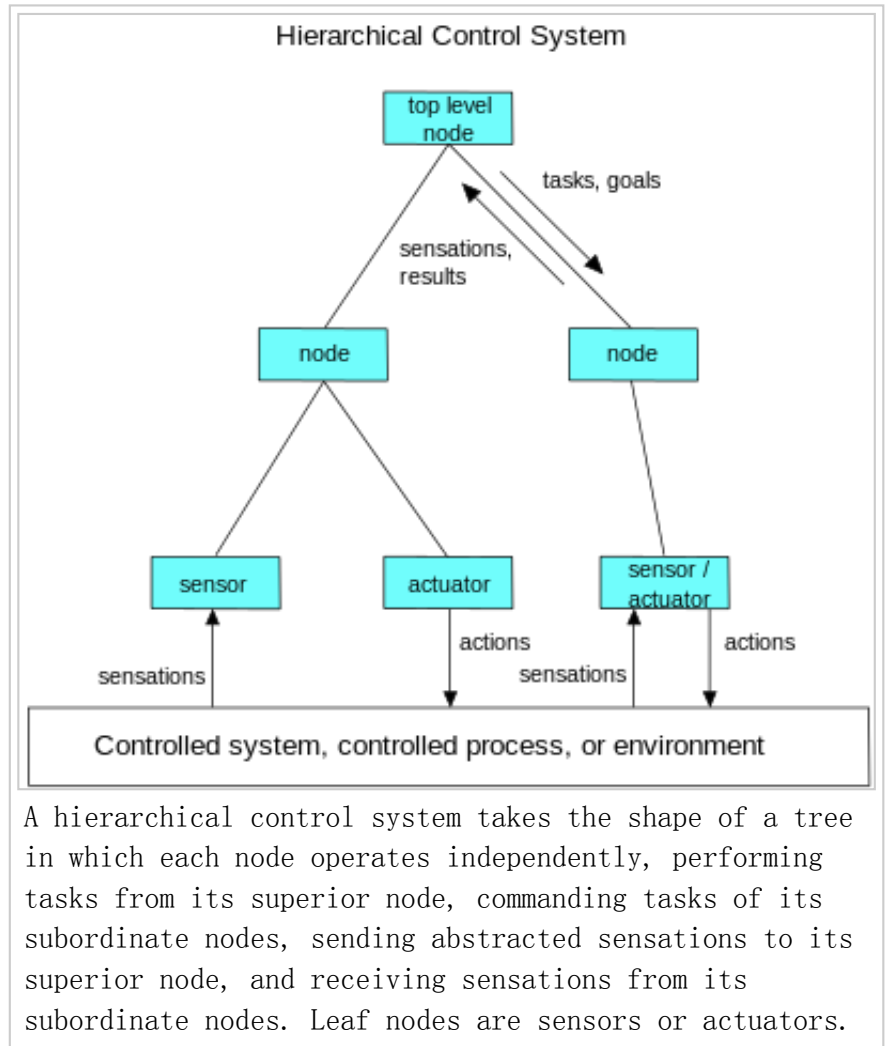 Hierarchical Control System
top level
node
tasks, goals
sensations,
results
node
node
sensor
actuator
sensor /
actuator
actions
actions
sensations
sensations
Controlled system, controlled process, or environment
A hierarchical control system takes the shape of a tree
in which each node operates independently, performing
tasks from its superior node, commanding tasks of its
subordinate nodes, sending abstracted sensations to its
superior node, and receiving sensations from its
subordinate nodes. Leaf nodes are sensors or actuators.